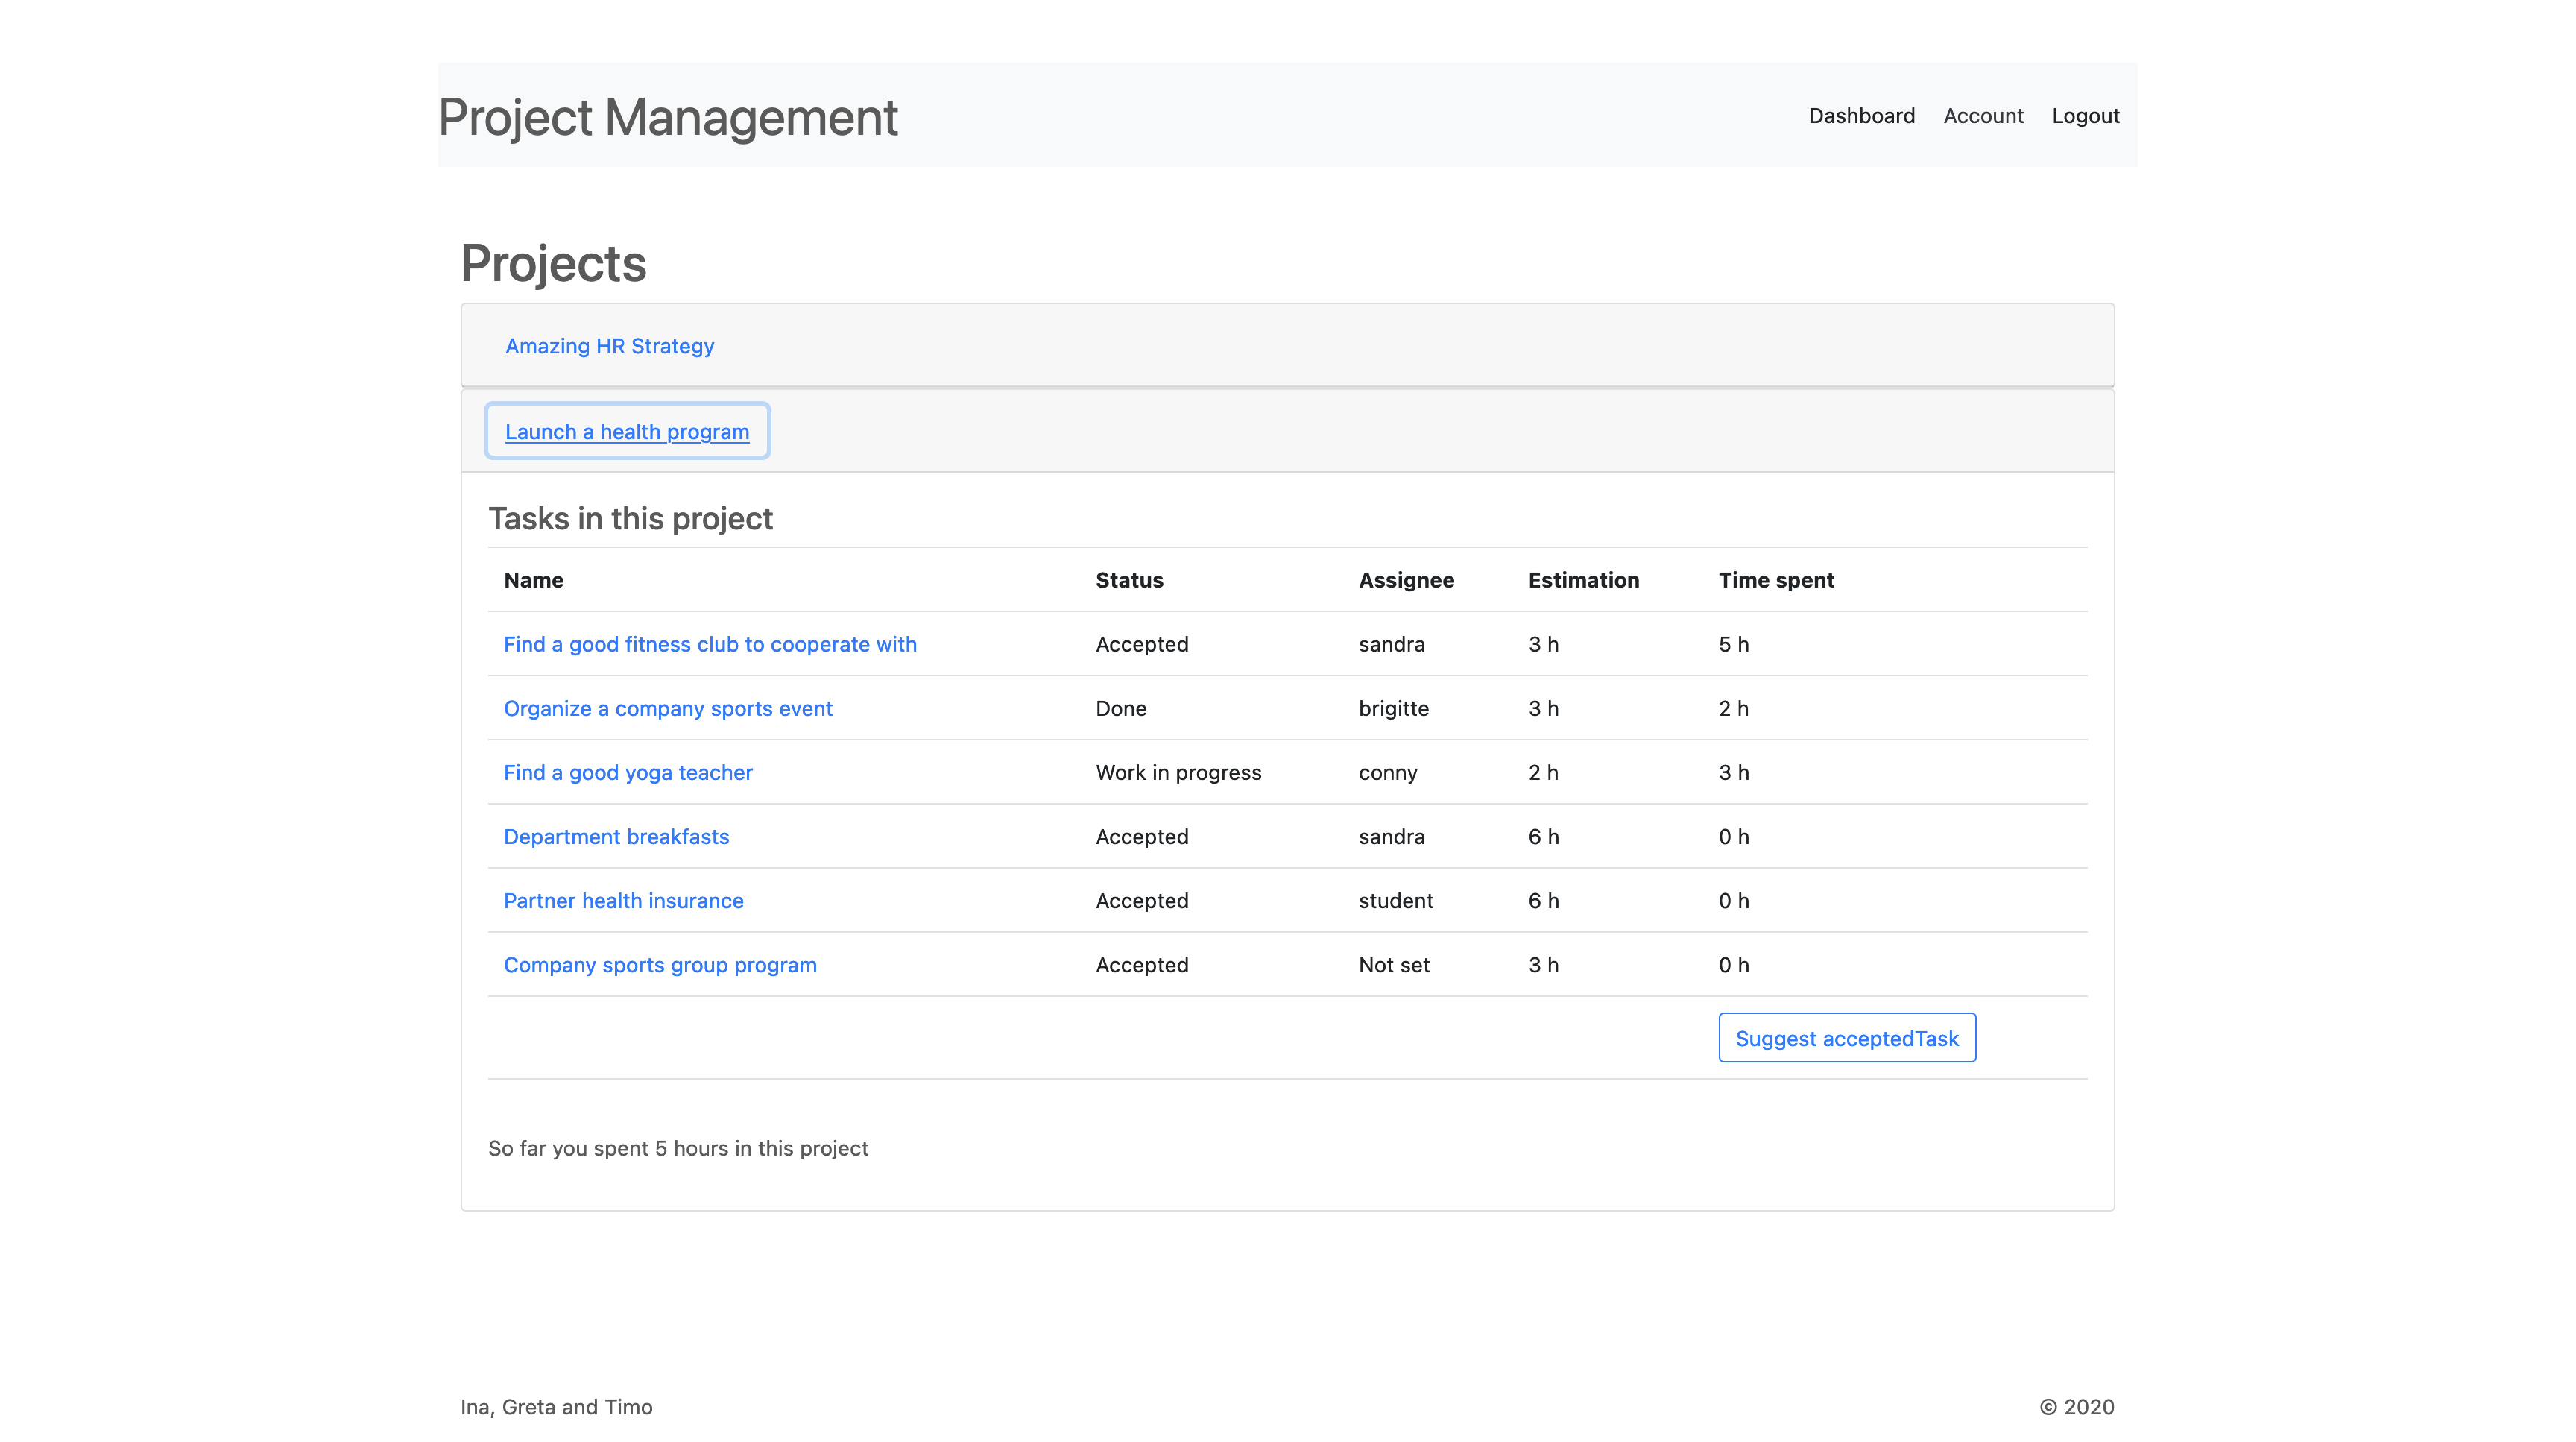 Project Management
Dashboard Account Logout
Projects
Amazing HR Strategy
Launch a health program
Tasks in this project
Name Status Assignee Estimation Time spent
Find a good fitness club to cooperate with Accepted sandra 3 h 5 h
Organize a company sports event Done brigitte 3 h 2 h
Find a good yoga teacher Work in progress conny 2 h 3 h
Department breakfasts Accepted sandra 6 h 0 h
Partner health insurance Accepted student 6 h 0 h
Company sports group program Accepted Not set 3 h 0 h
Suggest acceptedTask
So far you spent 5 hours in this project
Ina, Greta and Timo © 2020